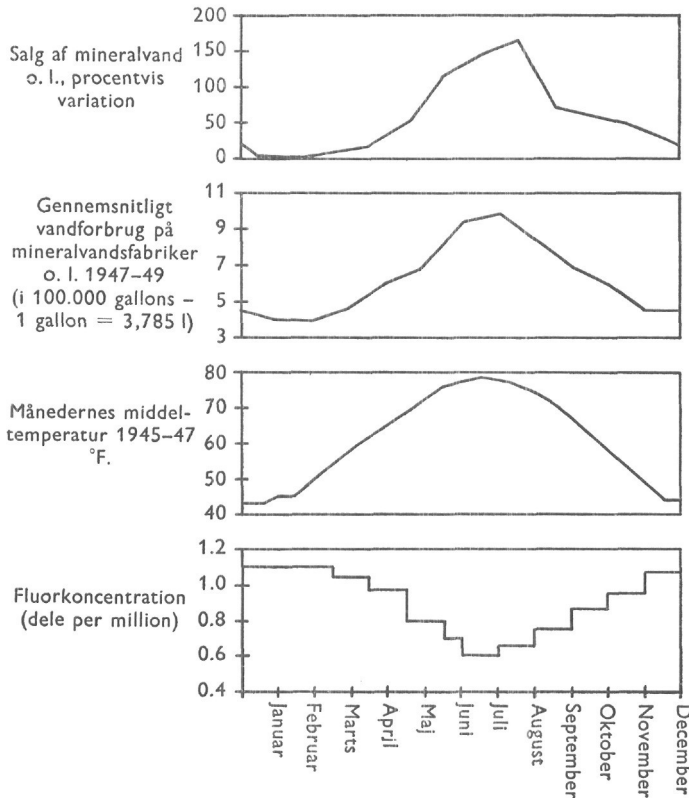 Salg af mineralvand
o. l., procentvis
variation
200
150
100
50
0
Gennemsnitligt
vandforbrug på
mineralvandsfabriker
o. l. 1947–49
(i 100.000 gallons –
1 gallon = 3,785 l)
11
9
7
5
3
Månedernes middel-
temperatur 1945–47
°F.
80
70
60
50
40
Fluorkoncentration
(dele per million)
1.2
1.0
0.8
0.6
0.4
Januar
Februar
Marts
April
Maj
Juni
Juli
August
September
Oktober
November
December